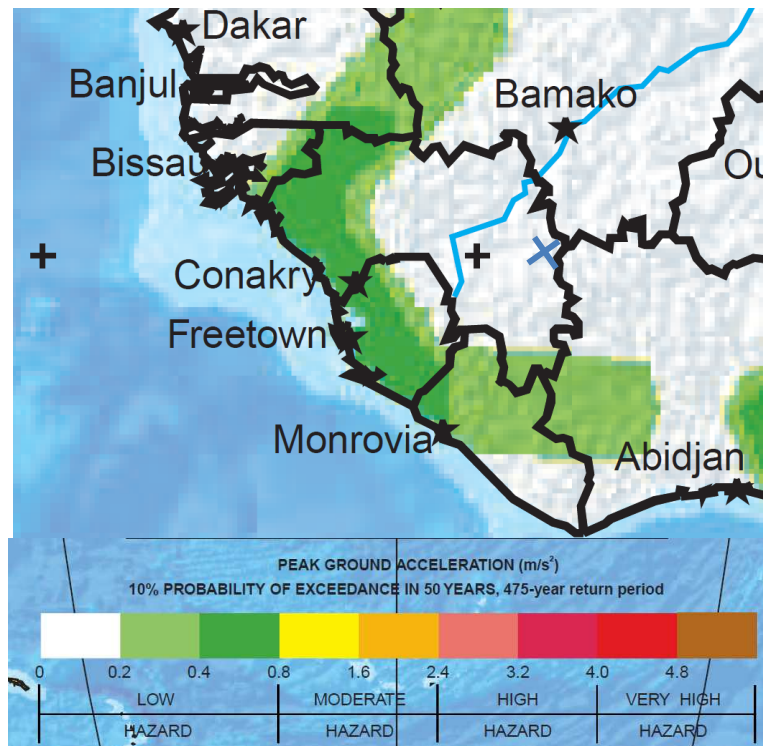 Dakar
Banjul
Bamako
Bissau
Ou
Conakry
Freetown
Monrovia
Abidjan
PEAK GROUND ACCELERATION (m/s²)
10% PROBABILITY OF EXCEEDANCE IN 50 YEARS, 475-year return period
0 0.2 0.4 0.8 1.6 2.4 3.2 4.0 4.8
LOW MODERATE HIGH VERY HIGH
HAZARD HAZARD HAZARD HAZARD